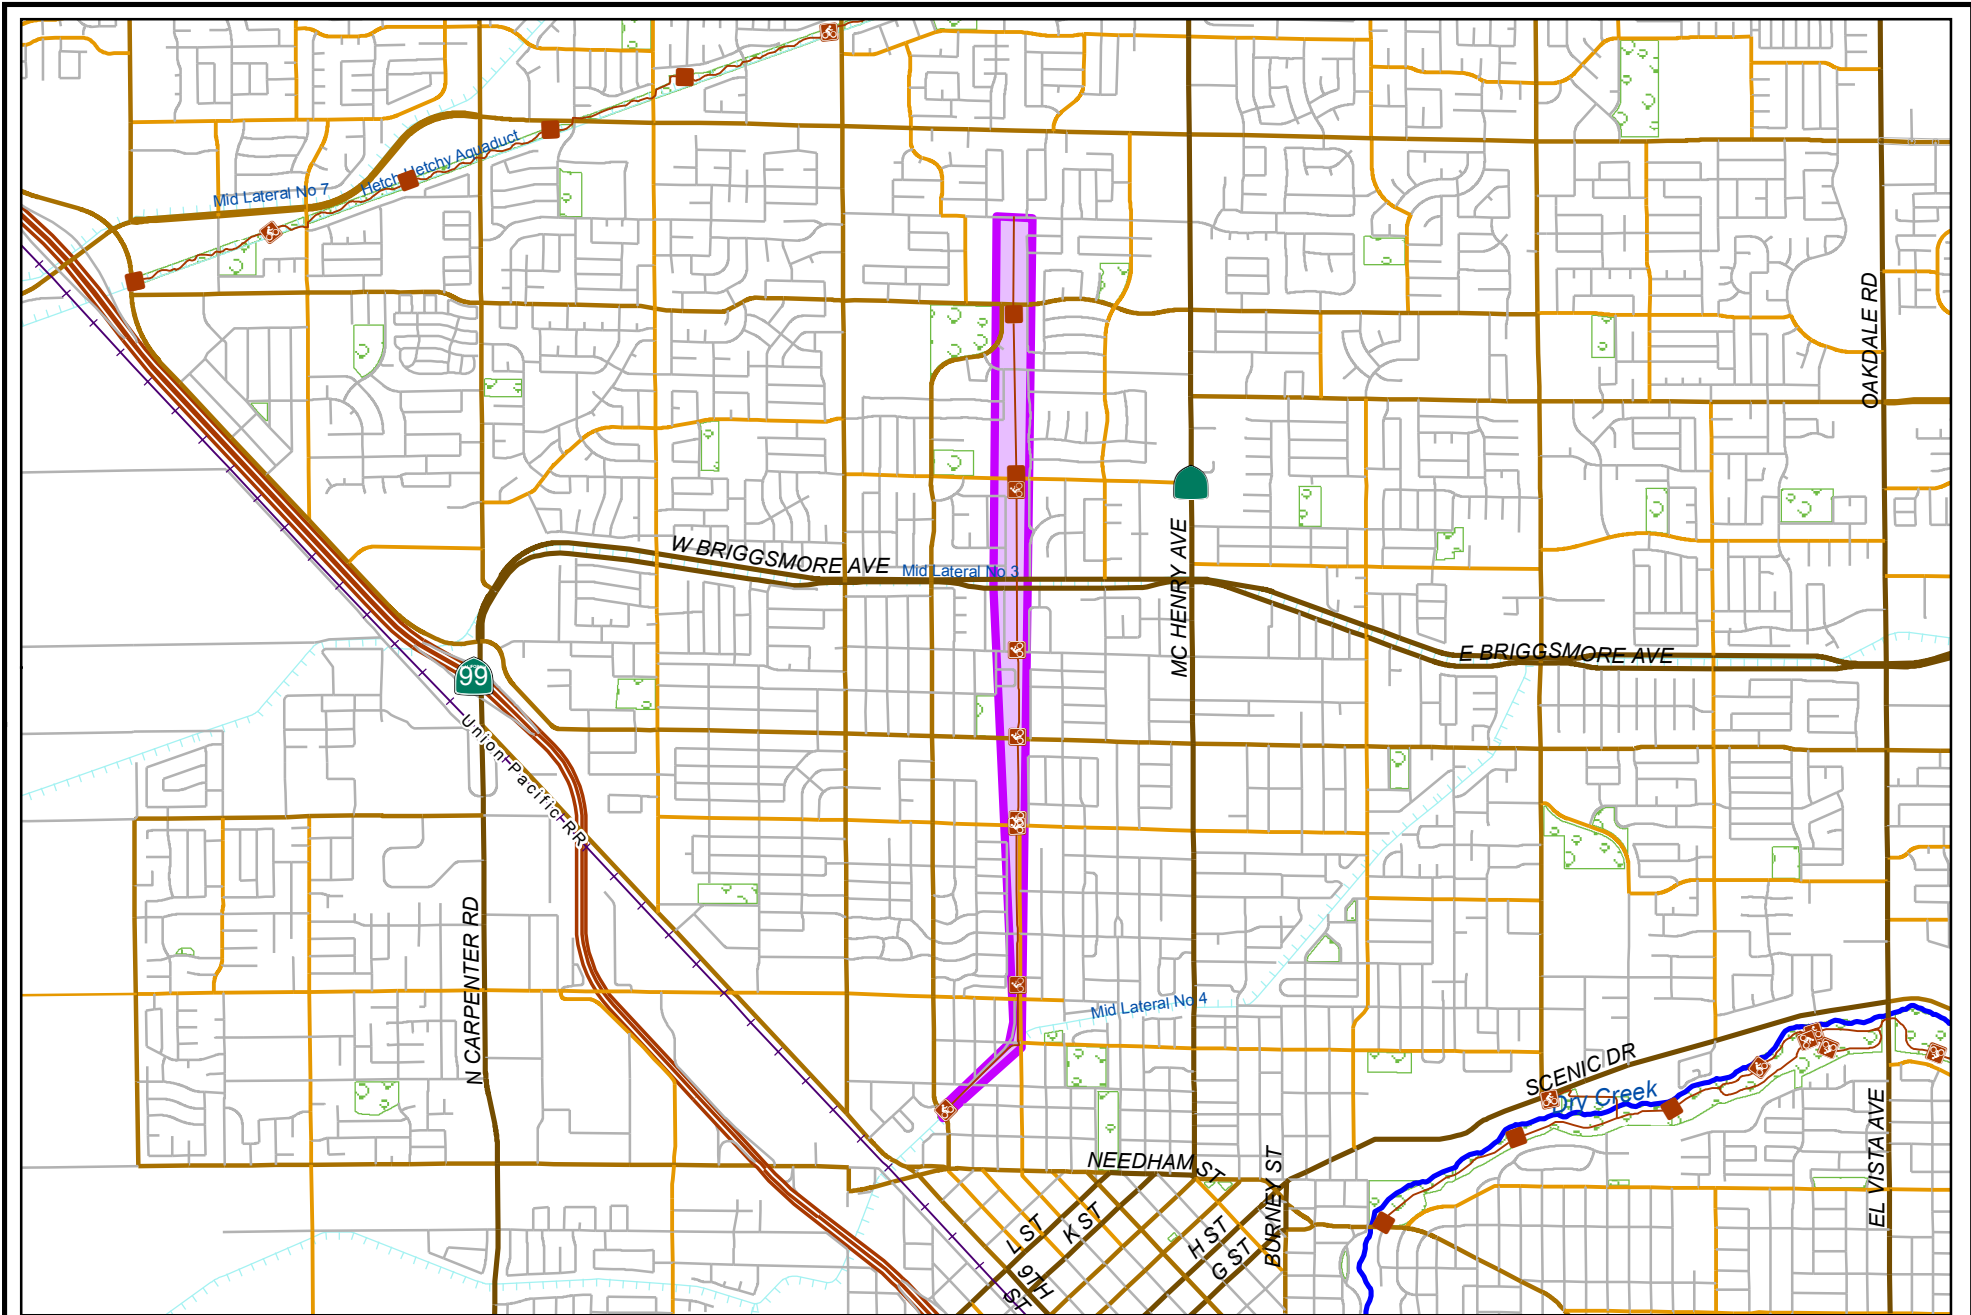 Hetch Hetchy Aquaduct
Mid Lateral No 7
OAKDALE RD
W BRIGGSMORE AVE
Mid Lateral No 3
MC HENRY AVE
E BRIGGSMORE AVE
99
Union Pacific RR
N CARPENTER RD
Mid Lateral No 4
SCENIC DR
Dry Creek
EL VISTA AVE
NEEDHAM ST
BURNEY ST
L ST
K ST
H ST
G ST
9TH ST